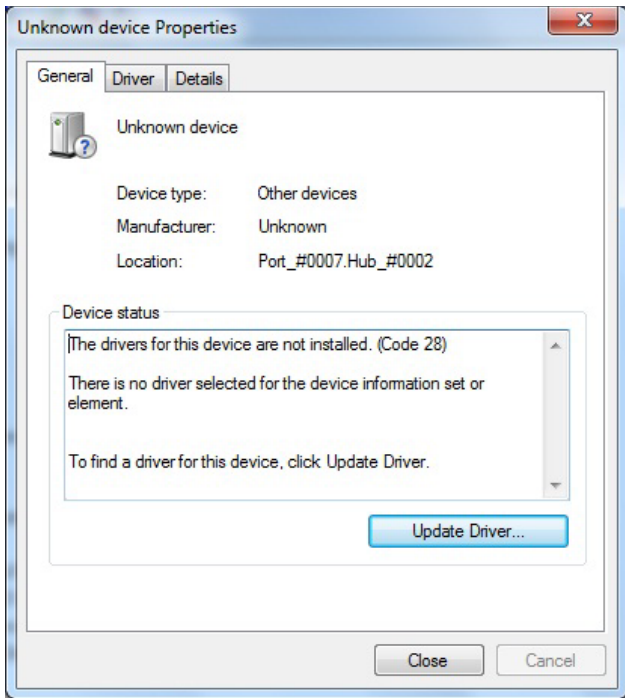 Unknown device Properties
General Driver Details
Unknown device
Device type: Other devices
Manufacturer: Unknown
Location: Port_#0007.Hub_#0002
Device status
The drivers for this device are not installed. (Code 28)
There is no driver selected for the device information set or
element.
To find a driver for this device, click Update Driver.
Update Driver...
Close Cancel